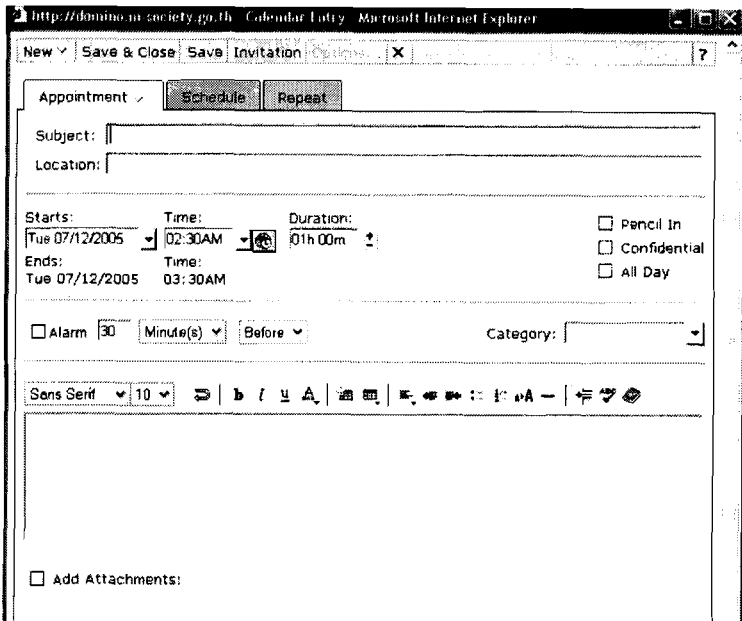 http://domino.m-society.go.th - Calendar Entry - Microsoft Internet Explorer
New Save & Close Save Invitation Options... X ?
Appointment Schedule Repeat
Subject:
Location:
Starts: Time: Duration:
Tue 07/12/2005 02:30AM 01h 00m
Pencil In
Confidential
All Day
Ends: Time:
Tue 07/12/2005 03:30AM
Alarm 30 Minute(s) Before Category:
Sans Serif 10 b i u A
Add Attachments: